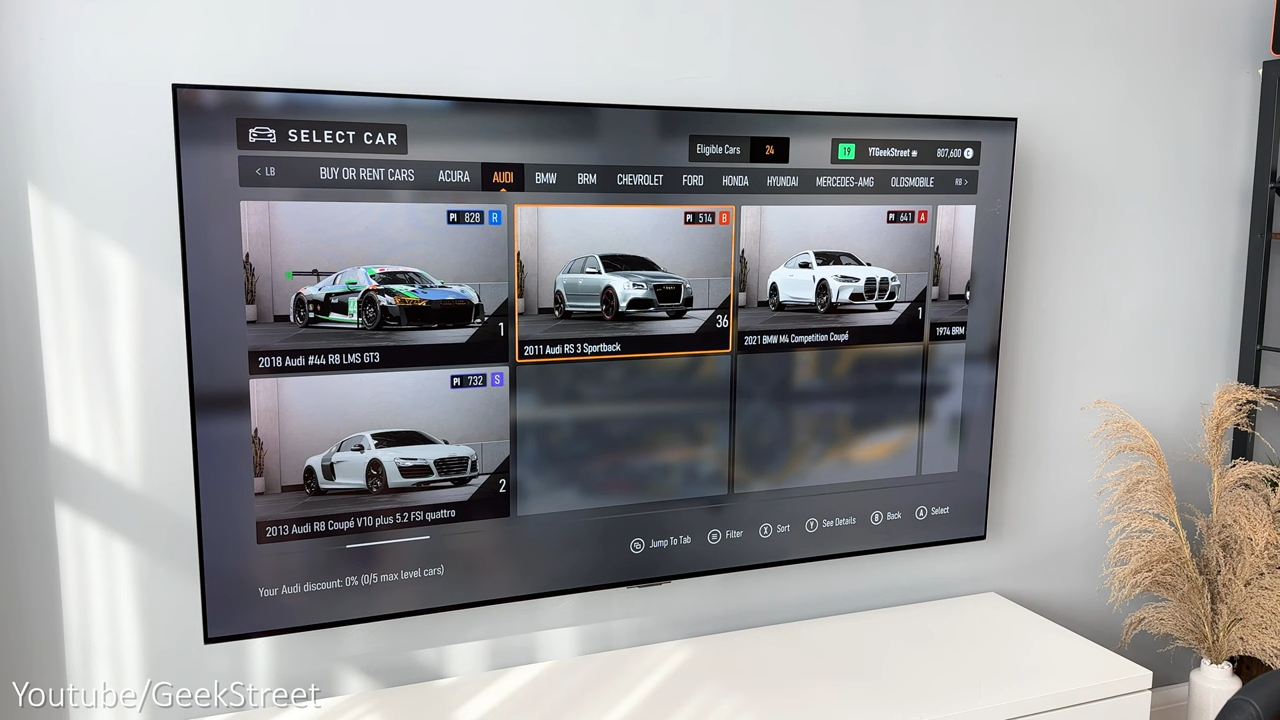 SELECT CAR
Eligible Cars 24
19 YTGeekStreet 807,600 C
< LB BUY OR RENT CARS ACURA AUDI BMW BRM CHEVROLET FORD HONDA HYUNDAI MERCEDES-AMG OLDSMOBILE RB >
PI 828 R
1
2018 Audi #44 R8 LMS GT3
PI 514 B
36
2011 Audi RS 3 Sportback
PI 641 A
1
2021 BMW M4 Competition Coupé
1974 BRM
PI 732 S
2
2013 Audi R8 Coupé V10 plus 5.2 FSI quattro
Jump To Tab Filter X Sort Y See Details B Back A Select
Your Audi discount: 0% (0/5 max level cars)
Youtube/GeekStreet